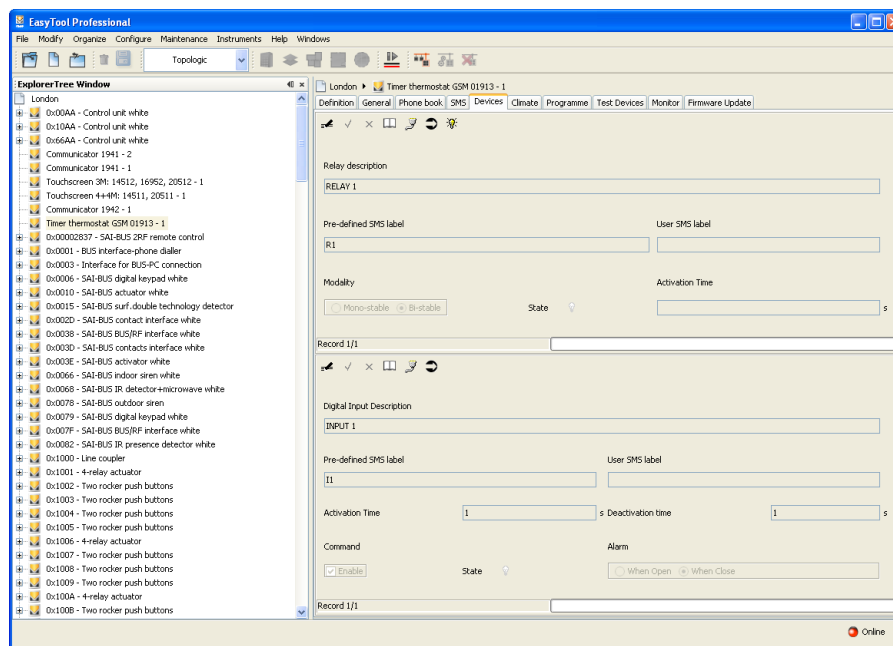 EasyTool Professional
File Modify Organize Configure Maintenance Instruments Help Windows
Topologic
ExplorerTree Window
London
0x00AA - Control unit white
0x10AA - Control unit white
0x66AA - Control unit white
Communicator 1941 - 2
Communicator 1941 - 1
Touchscreen 3M: 14512, 16952, 20512 - 1
Touchscreen 4+4M: 14511, 20511 - 1
Communicator 1942 - 1
Timer thermostat GSM 01913 - 1
0x00002837 - SAI-BUS 2RF remote control
0x0001 - BUS interface-phone dialler
0x0003 - Interface for BUS-PC connection
0x0006 - SAI-BUS digital keypad white
0x0010 - SAI-BUS actuator white
0x0015 - SAI-BUS surf.double technology detector
0x002D - SAI-BUS contact interface white
0x0038 - SAI-BUS BUS/RF interface white
0x003D - SAI-BUS contacts interface white
0x003E - SAI-BUS activator white
0x0066 - SAI-BUS indoor siren white
0x0068 - SAI-BUS IR detector+microwave white
0x0078 - SAI-BUS outdoor siren
0x0079 - SAI-BUS digital keypad white
0x007F - SAI-BUS BUS/RF interface white
0x0082 - SAI-BUS IR presence detector white
0x1000 - Line coupler
0x1001 - 4-relay actuator
0x1002 - Two rocker push buttons
0x1003 - Two rocker push buttons
0x1004 - Two rocker push buttons
0x1005 - Two rocker push buttons
0x1006 - 4-relay actuator
0x1007 - Two rocker push buttons
0x1008 - Two rocker push buttons
0x1009 - Two rocker push buttons
0x100A - 4-relay actuator
0x100B - Two rocker push buttons
London Timer thermostat GSM 01913 - 1
Definition General Phone book SMS Devices Climate Programme Test Devices Monitor Firmware Update
Relay description
RELAY 1
Pre-defined SMS label User SMS label
R1
Modality Activation Time
Mono-stable Bi-stable State s
Record 1/1
Digital Input Description
INPUT 1
Pre-defined SMS label User SMS label
I1
Activation Time 1 s Deactivation time 1 s
Command Alarm
Enable State When Open When Close
Record 1/1
Online